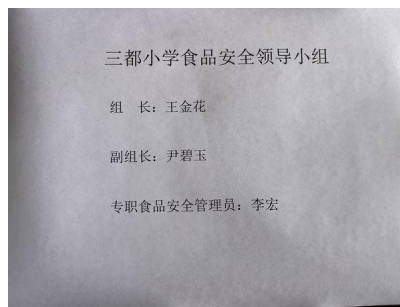 三都小学食品安全领导小组
组　长：王金花
副组长：尹碧玉
专职食品安全管理员：李宏